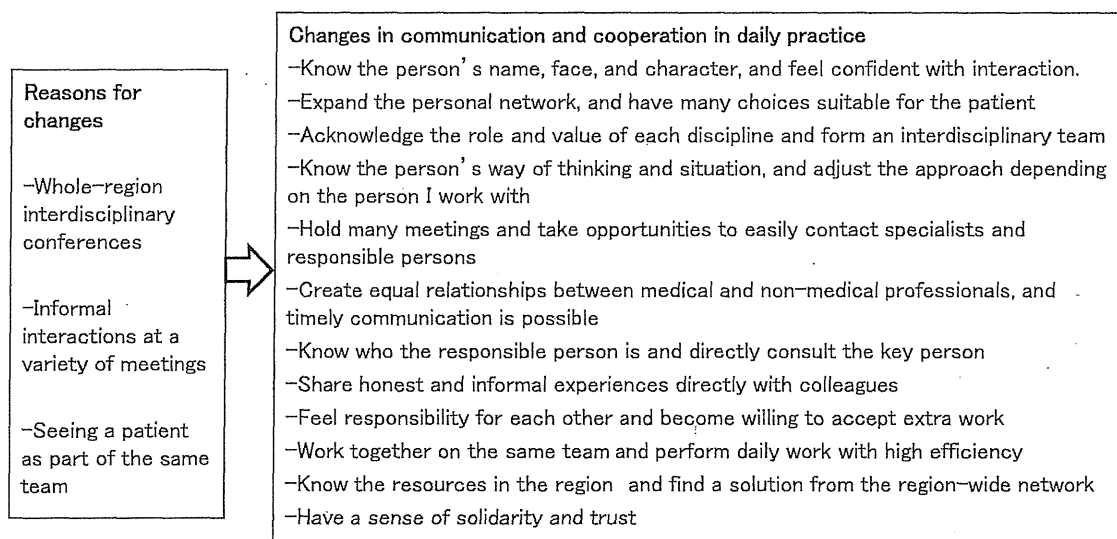 Reasons for
changes
-Whole-region
interdisciplinary
conferences
-Informal
interactions at a
variety of meetings
-Seeing a patient
as part of the same
team
Changes in communication and cooperation in daily practice
-Know the person's name, face, and character, and feel confident with interaction.
-Expand the personal network, and have many choices suitable for the patient
-Acknowledge the role and value of each discipline and form an interdisciplinary team
-Know the person's way of thinking and situation, and adjust the approach depending
on the person I work with
-Hold many meetings and take opportunities to easily contact specialists and
responsible persons
-Create equal relationships between medical and non-medical professionals, and
timely communication is possible
-Know who the responsible person is and directly consult the key person
-Share honest and informal experiences directly with colleagues
-Feel responsibility for each other and become willing to accept extra work
-Work together on the same team and perform daily work with high efficiency
-Know the resources in the region and find a solution from the region-wide network
-Have a sense of solidarity and trust